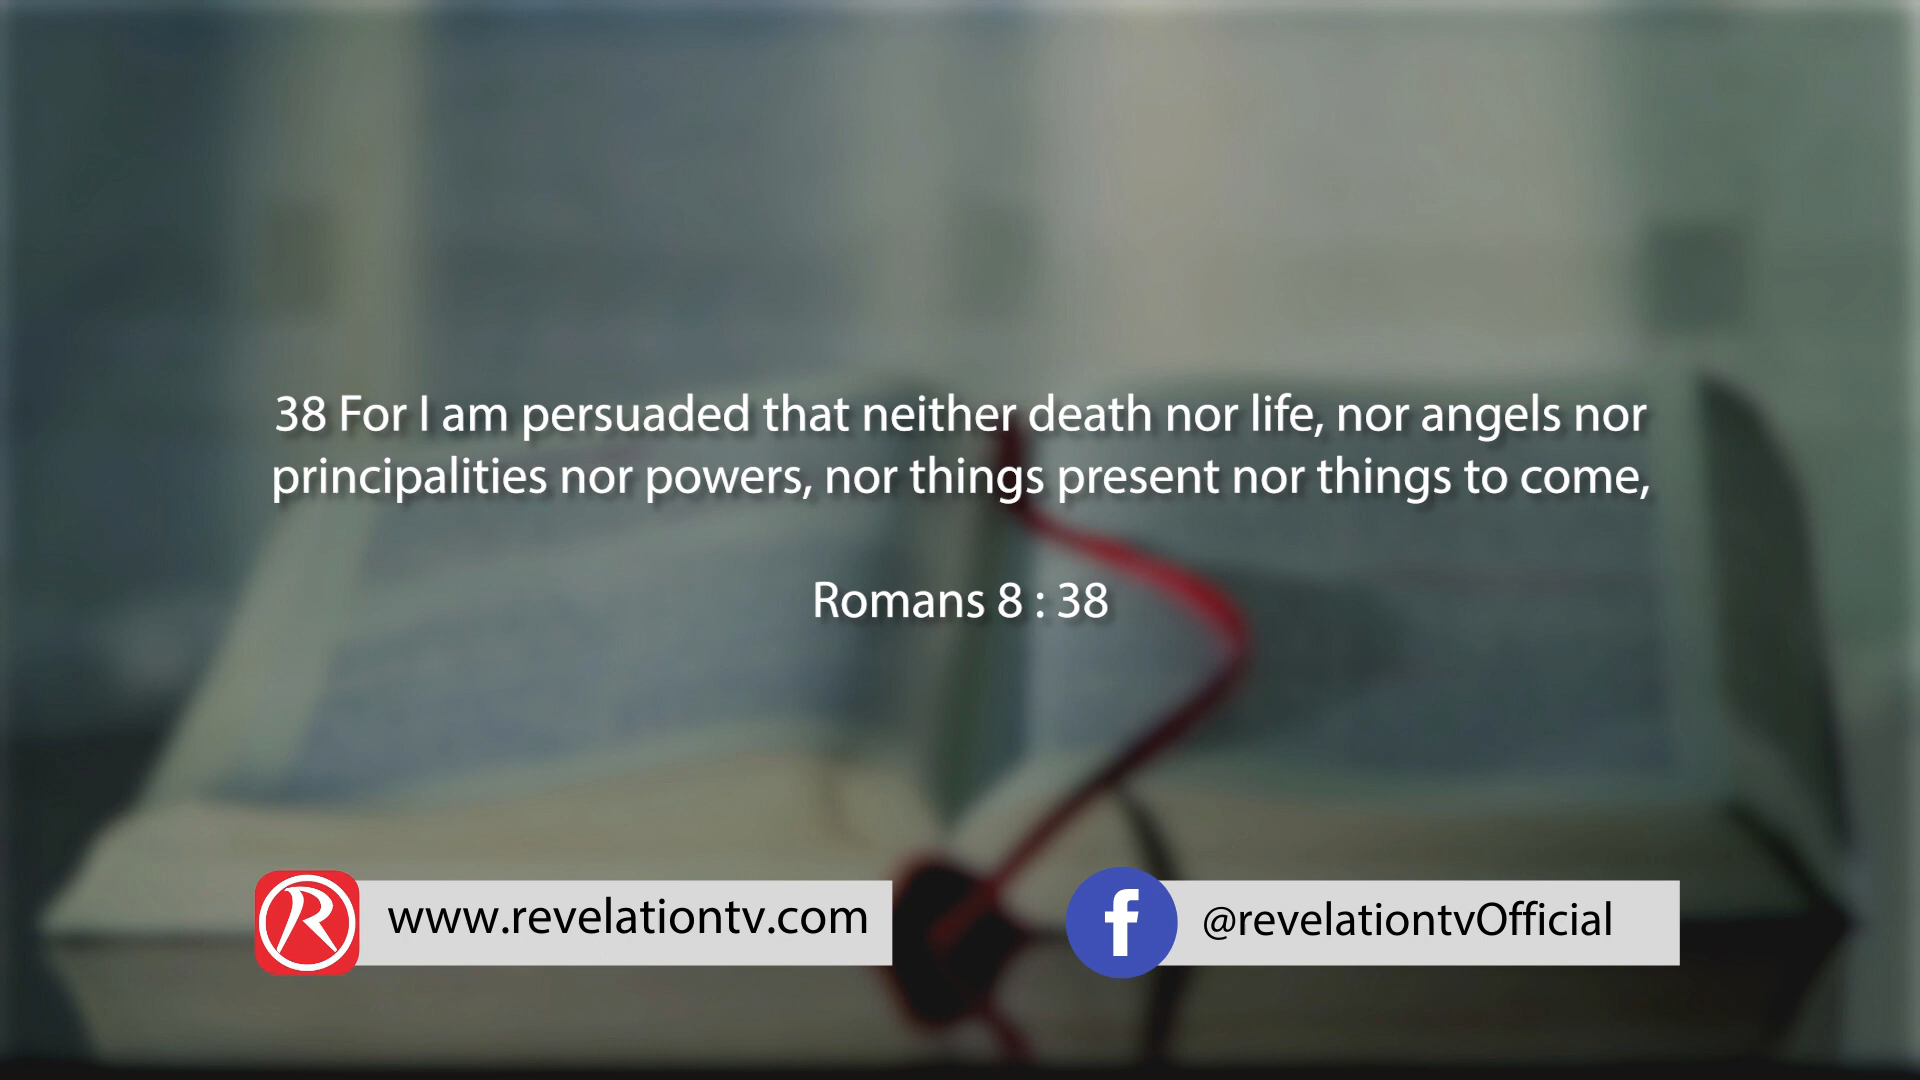 38 For I am persuaded that neither death nor life, nor angels nor
principalities nor powers, nor things present nor things to come,
Romans 8 : 38
www.revelationtv.com
@revelationtvOfficial